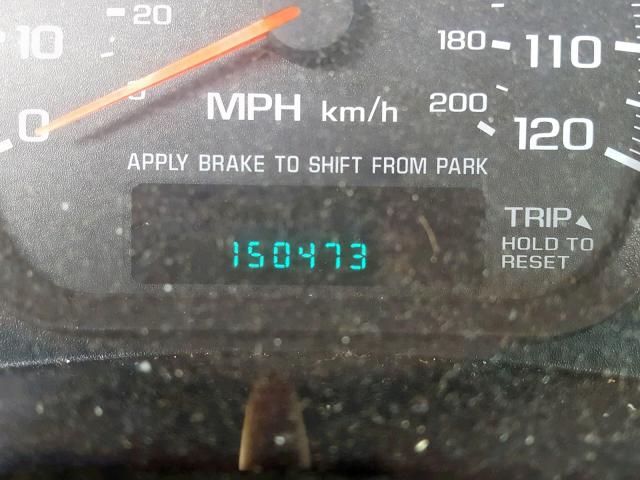 20
10
180
110
0
0
MPH km/h
200
120
APPLY BRAKE TO SHIFT FROM PARK
TRIP
150473
HOLD TO
RESET